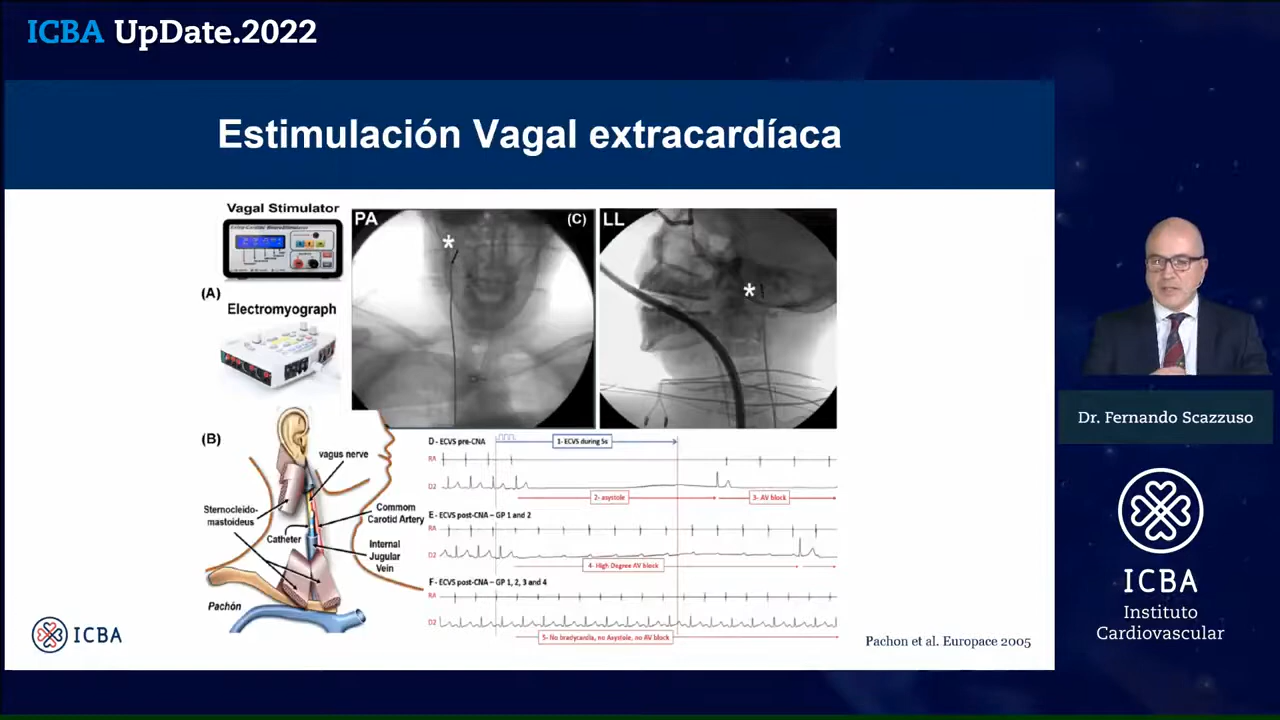 ICBA UpDate.2022
Estimulación Vagal extracardíaca
Vagal Stimulator
(A)
Electromyograph
PA
(C)
LL
*
*
(B)
vagus nerve
Sternocleido-
mastoideus
Commom
Carotid Artery
Catheter
Internal
Jugular
Vein
Pachón
D - ECVS pre-CNA
1- ECVS during 5s
RA
D2
2- asystole
3- AV block
E - ECVS post-CNA – GP 1 and 2
RA
D2
4- High Degree AV block
F - ECVS post-CNA – GP 1, 2, 3 and 4
RA
D2
5- No bradycardia, no Asystole, no AV block
ICBA
Pachon et al. Europace 2005
Dr. Fernando Scazzuso
ICBA
Instituto
Cardiovascular